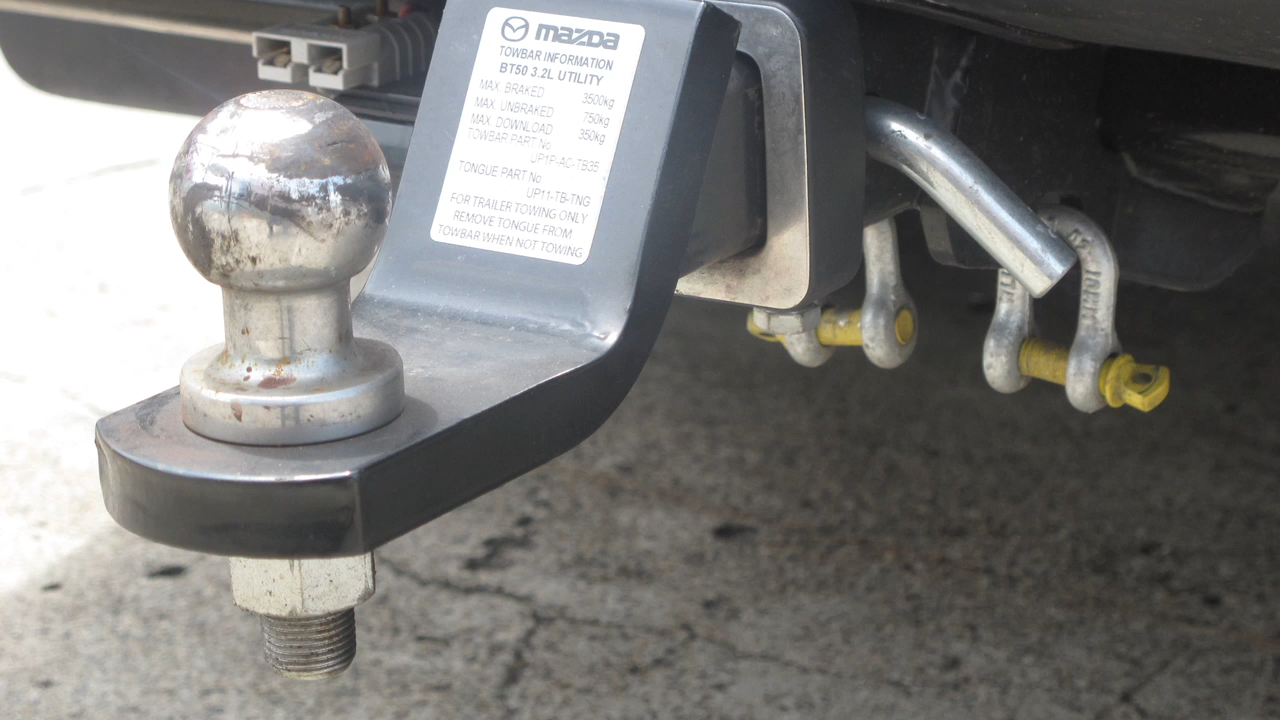 mazda
TOWBAR INFORMATION
BT50 3.2L UTILITY
MAX. BRAKED 3500kg
MAX. UNBRAKED 750kg
MAX. DOWNLOAD 350kg
TOWBAR PART No.
UP1P-AC-TB35
TONGUE PART No.
UP11-TB-TNG
FOR TRAILER TOWING ONLY
REMOVE TONGUE FROM
TOWBAR WHEN NOT TOWING